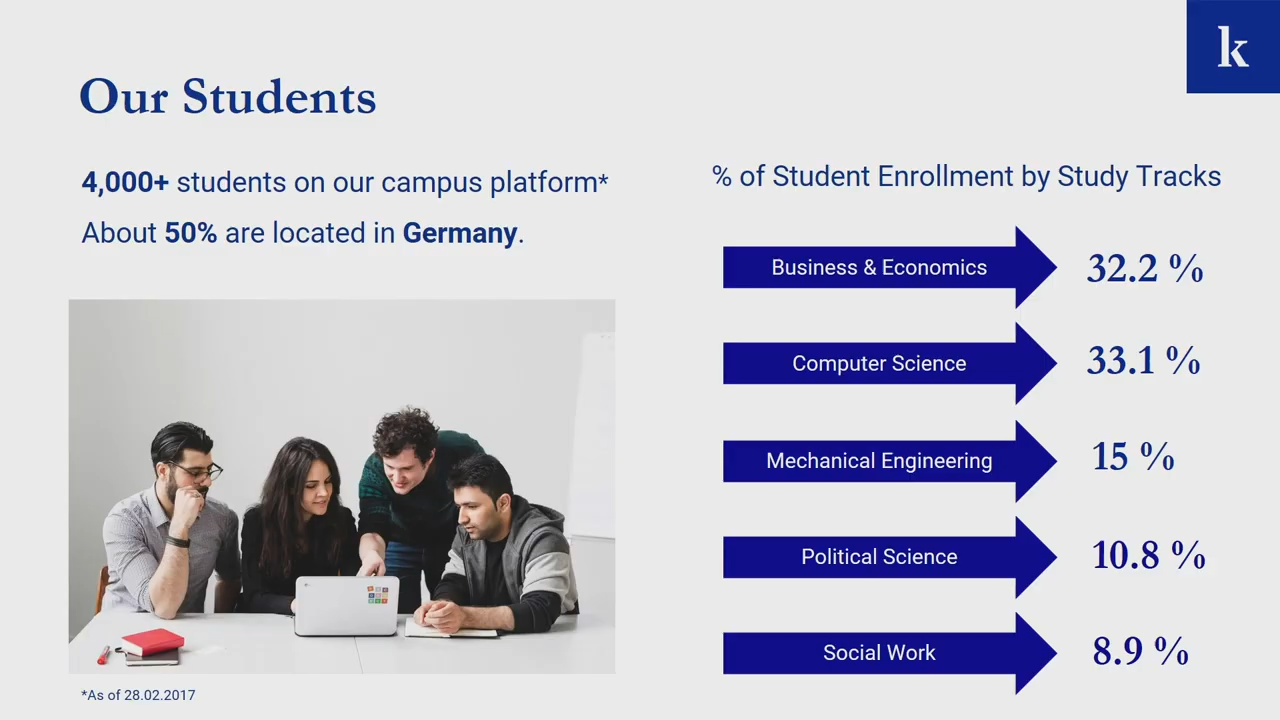 k
Our Students
4,000+ students on our campus platform*
About 50% are located in Germany.
*As of 28.02.2017
% of Student Enrollment by Study Tracks
Business & Economics 32.2 %
Computer Science 33.1 %
Mechanical Engineering 15 %
Political Science 10.8 %
Social Work 8.9 %